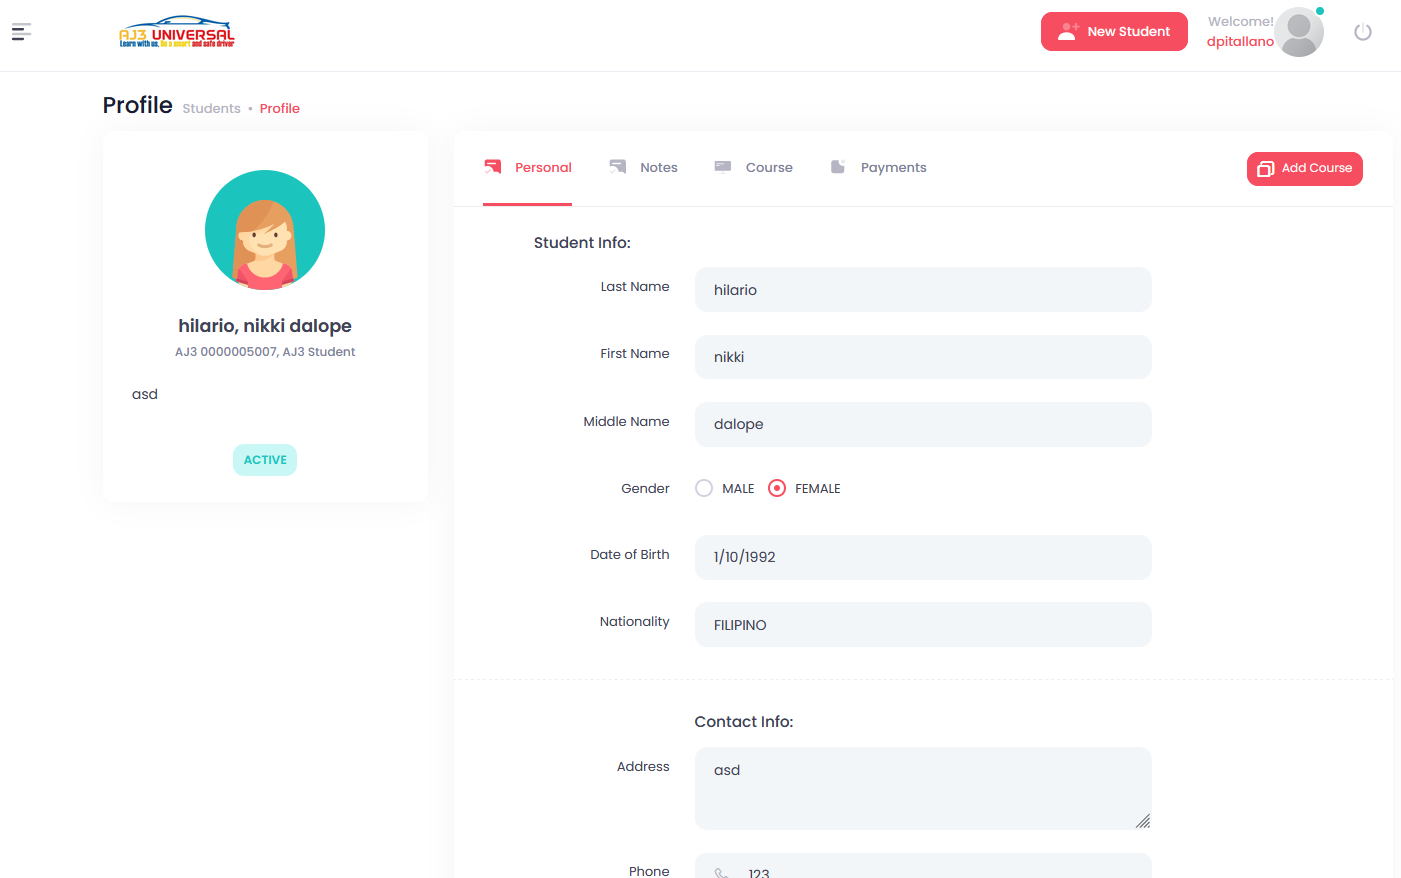 AJ3 UNIVERSAL
Learn with us, Be a smart and safe driver
New Student
Welcome!
dpitallano
Profile
Students • Profile
hilario, nikki dalope
AJ3 0000005007, AJ3 Student
asd
ACTIVE
Personal
Notes
Course
Payments
Add Course
Student Info:
Last Name
hilario
First Name
nikki
Middle Name
dalope
Gender
MALE
FEMALE
Date of Birth
1/10/1992
Nationality
FILIPINO
Contact Info:
Address
asd
Phone
123